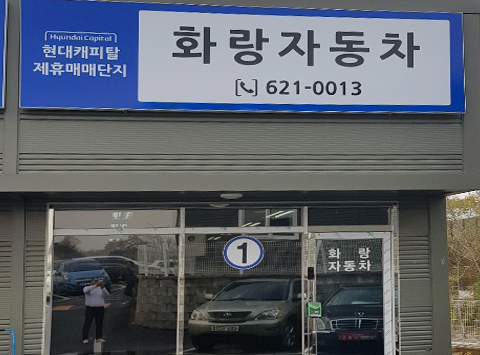 Hyundai Capital
현대캐피탈
제휴매매단지
화랑자동차
621-0013
1
화 랑
자동차